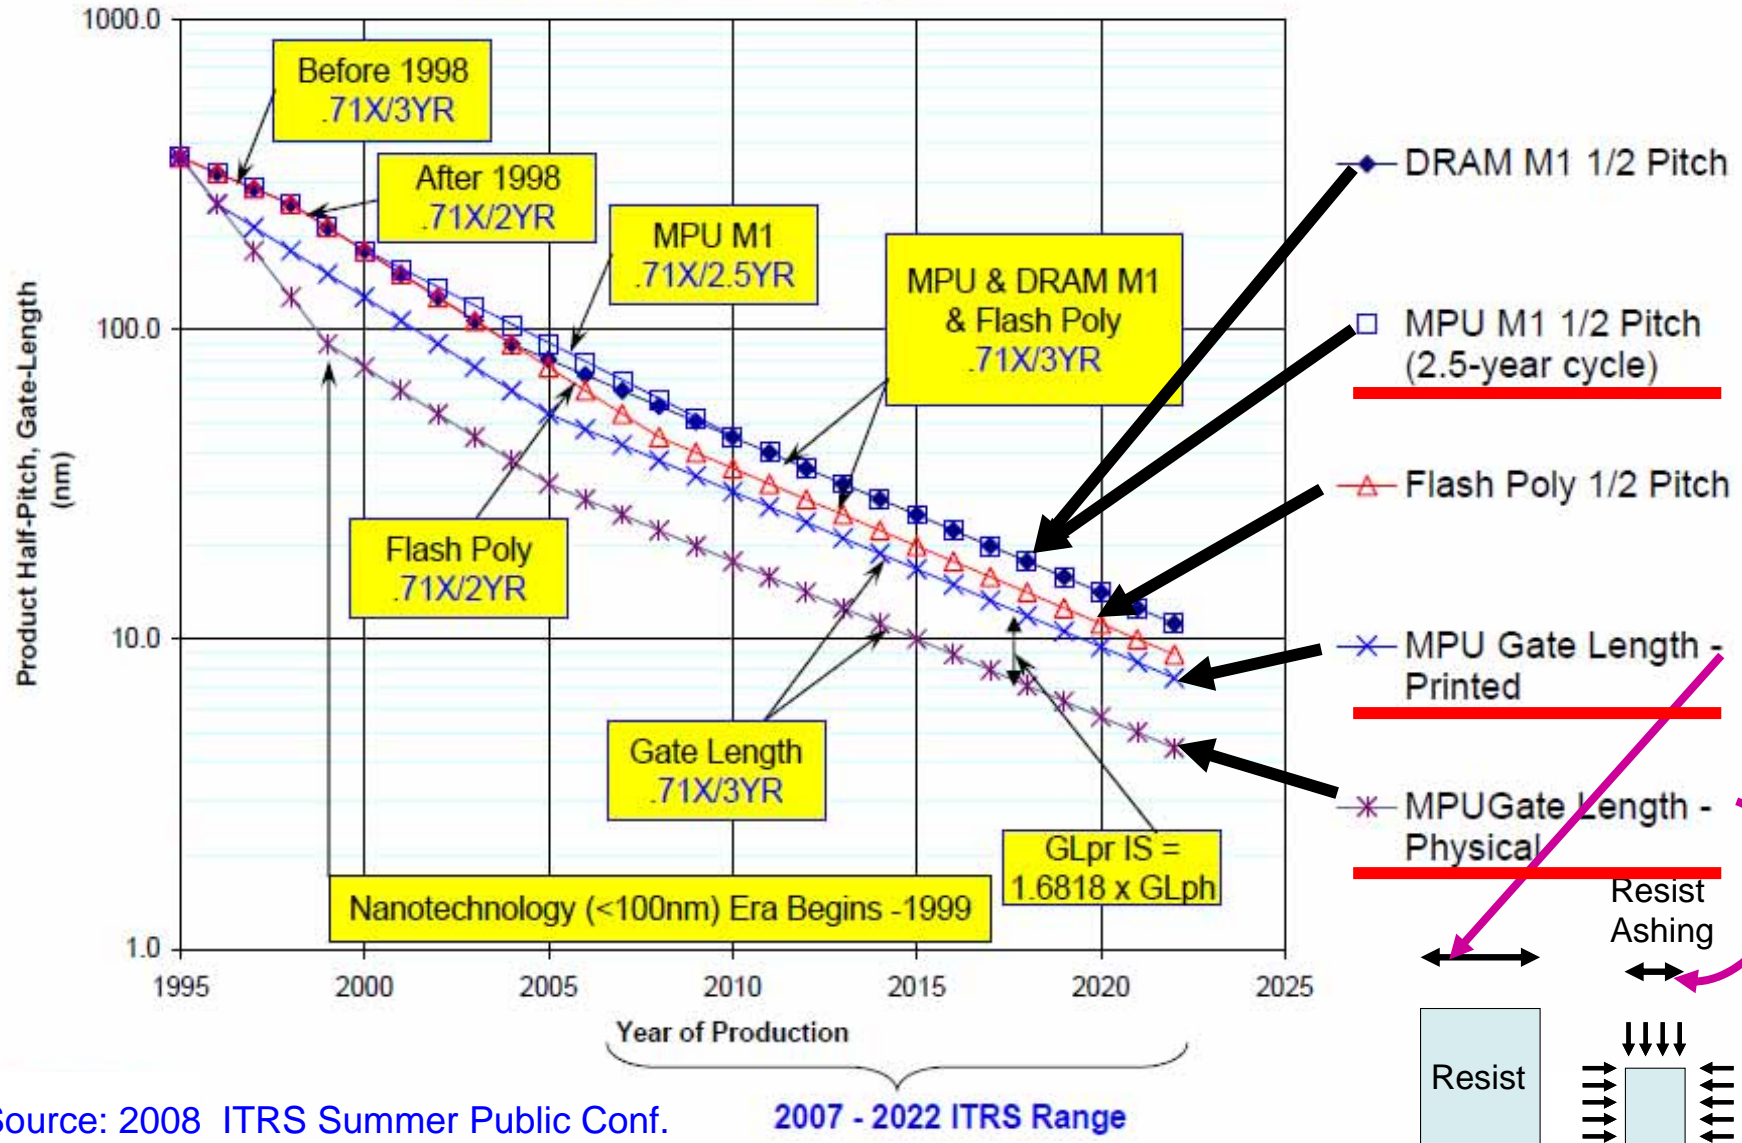 1000.0
100.0
10.0
1.0
Product Half-Pitch, Gate-Length
(nm)
Before 1998
.71X/3YR
After 1998
.71X/2YR
MPU M1
.71X/2.5YR
MPU & DRAM M1
& Flash Poly
.71X/3YR
Flash Poly
.71X/2YR
Gate Length
.71X/3YR
GLpr IS =
1.6818 x GLph
Nanotechnology (<100nm) Era Begins -1999
1995
2000
2005
2010
2015
2020
2025
Year of Production
2007 - 2022 ITRS Range
DRAM M1 1/2 Pitch
MPU M1 1/2 Pitch
(2.5-year cycle)
Flash Poly 1/2 Pitch
MPU Gate Length -
Printed
MPUGate Length -
Physical
Resist
Ashing
Resist
Source: 2008 ITRS Summer Public Conf.